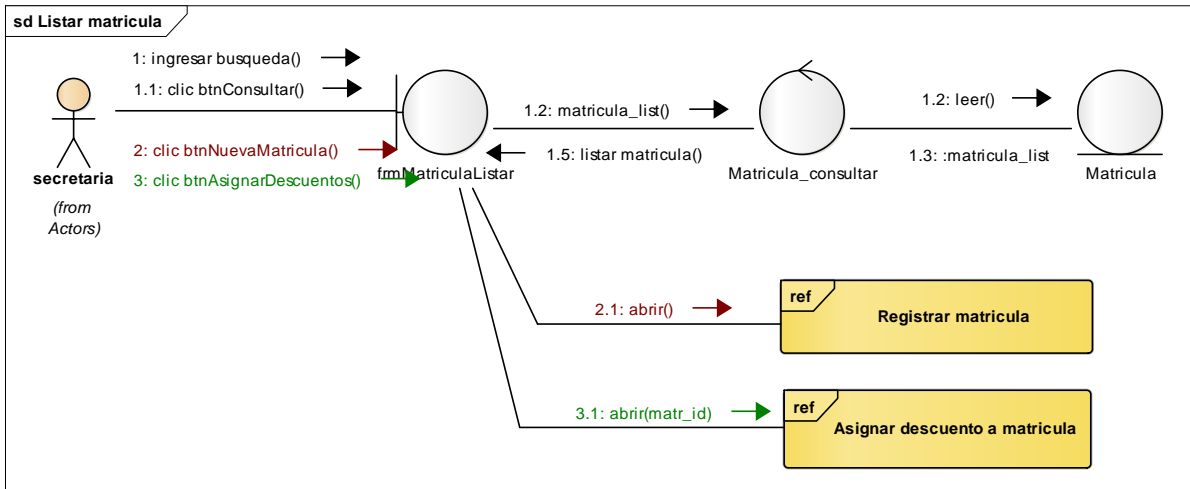 sd Listar matricula
1: ingresar busqueda()
1.1: clic btnConsultar()
2: clic btnNuevaMatricula()
3: clic btnAsignarDescuentos()
secretaria
(from
Actors)
frmMatriculaListar
1.2: matricula_list()
1.5: listar matricula()
Matricula_consultar
1.2: leer()
1.3: :matricula_list
Matricula
2.1: abrir()
ref
Registrar matricula
3.1: abrir(matr_id)
ref
Asignar descuento a matricula